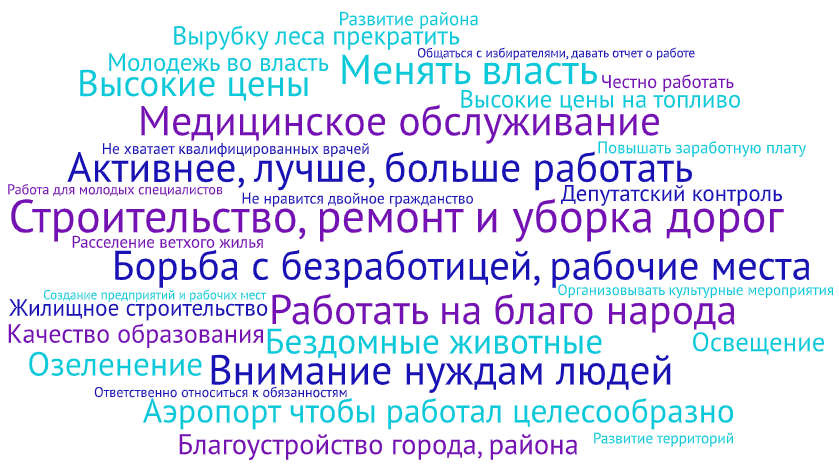 Развитие района
Вырубку леса прекратить
Общаться с избирателями, давать отчет о работе
Молодежь во власть
Менять власть
Высокие цены
Честно работать
Высокие цены на топливо
Медицинское обслуживание
Не хватает квалифицированных врачей
Повышать заработную плату
Активнее, лучше, больше работать
Работа для молодых специалистов
Не нравится двойное гражданство
Депутатский контроль
Строительство, ремонт и уборка дорог
Расселение ветхого жилья
Борьба с безработицей, рабочие места
Создание предприятий и рабочих мест
Организовывать культурные мероприятия
Жилищное строительство
Работать на благо народа
Качество образования
Бездомные животные
Освещение
Озеленение
Внимание нуждам людей
Ответственно относиться к обязанностям
Аэропорт чтобы работал целесообразно
Благоустройство города, района
Развитие территорий